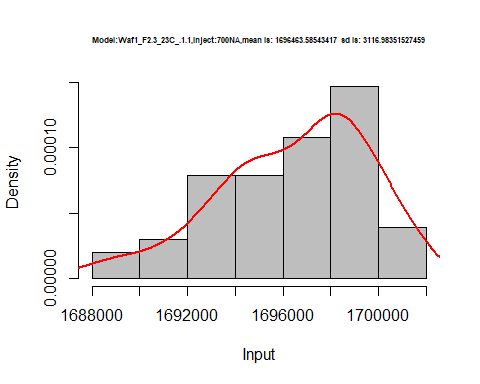 Model:Waf1_F2.3_23C_.1.1,inject:700NA,mean is: 1696463.58543417 sd is: 3116.98351527459
Density
0.00010
0.00000
1688000 1692000 1696000 1700000
Input